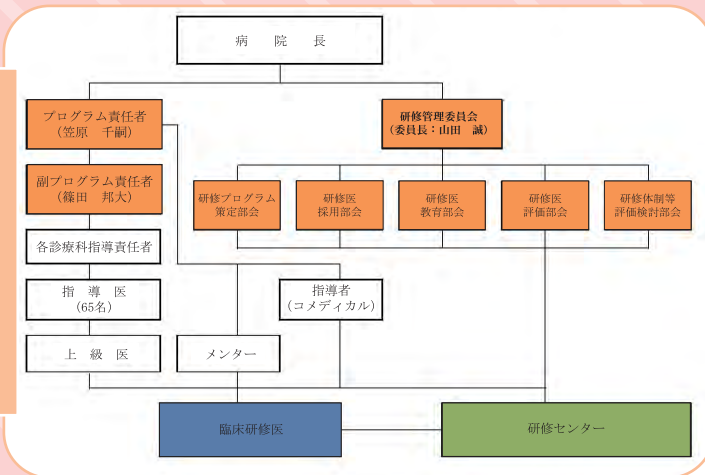 病　院　長
プログラム責任者
（笠原　千嗣）
研修管理委員会
（委員長：山田　誠）
副プログラム責任者
（篠田　邦大）
研修プログラム
策定部会
研修医
採用部会
研修医
教育部会
研修医
評価部会
研修体制等
評価検討部会
各診療科指導責任者
指　導　医
（65名）
指導者
（コメディカル）
上　級　医
メンター
臨床研修医
研修センター